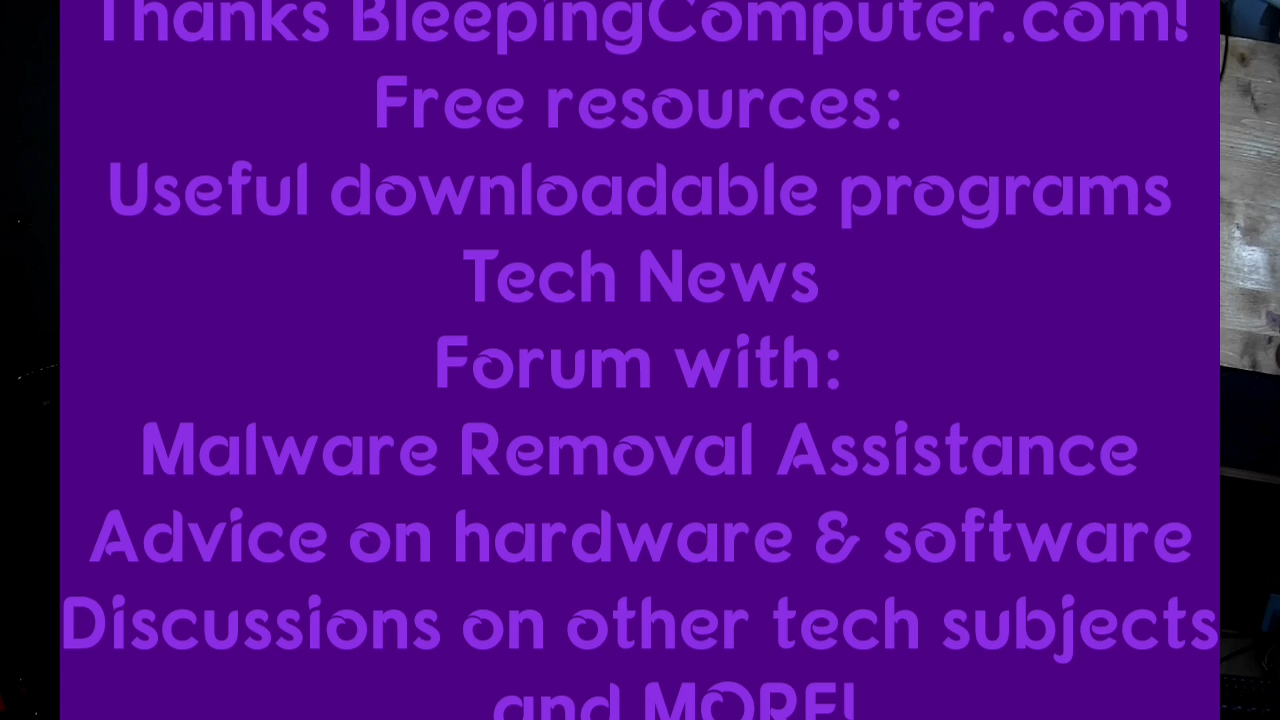 Thanks BleepingComputer.com!
Free resources:
Useful downloadable programs
Tech News
Forum with:
Malware Removal Assistance
Advice on hardware & software
Discussions on other tech subjects
and MORE!